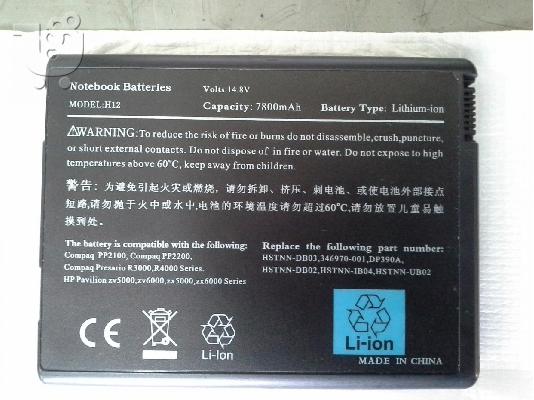 Notebook Batteries
Volts 14.8V
MODEL:H12
Capacity: 7800mAh
Battery Type: Lithium-ion
WARNING: To reduce the risk of fire or burns do not disassemble,crush,puncture,
or short external contacts. Do not dispose of in fire or water. Do not expose to high
temperatures above 60°C, keep away from children.
警告: 为避免引起火灾或燃烧，请勿拆卸、挤压、刺电池、或使电池外部接点
短路,请勿抛于火中或水中,电池的环境温度请勿超过60℃,请勿放置儿童易触
摸到处。
The battery is compatible with the following:
Compaq PP2100, Compaq PP2200,
Compaq Presario R3000,R4000 Series.
HP Pavilion zv5000,zv6000,zx5000,zx6000 Series
Replace the following part number:
HSTNN-DB03,346970-001,DP390A,
HSTNN-DB02,HSTNN-IB04,HSTNN-UB02
CE
Li-Ion
Li-ion
MADE IN CHINA